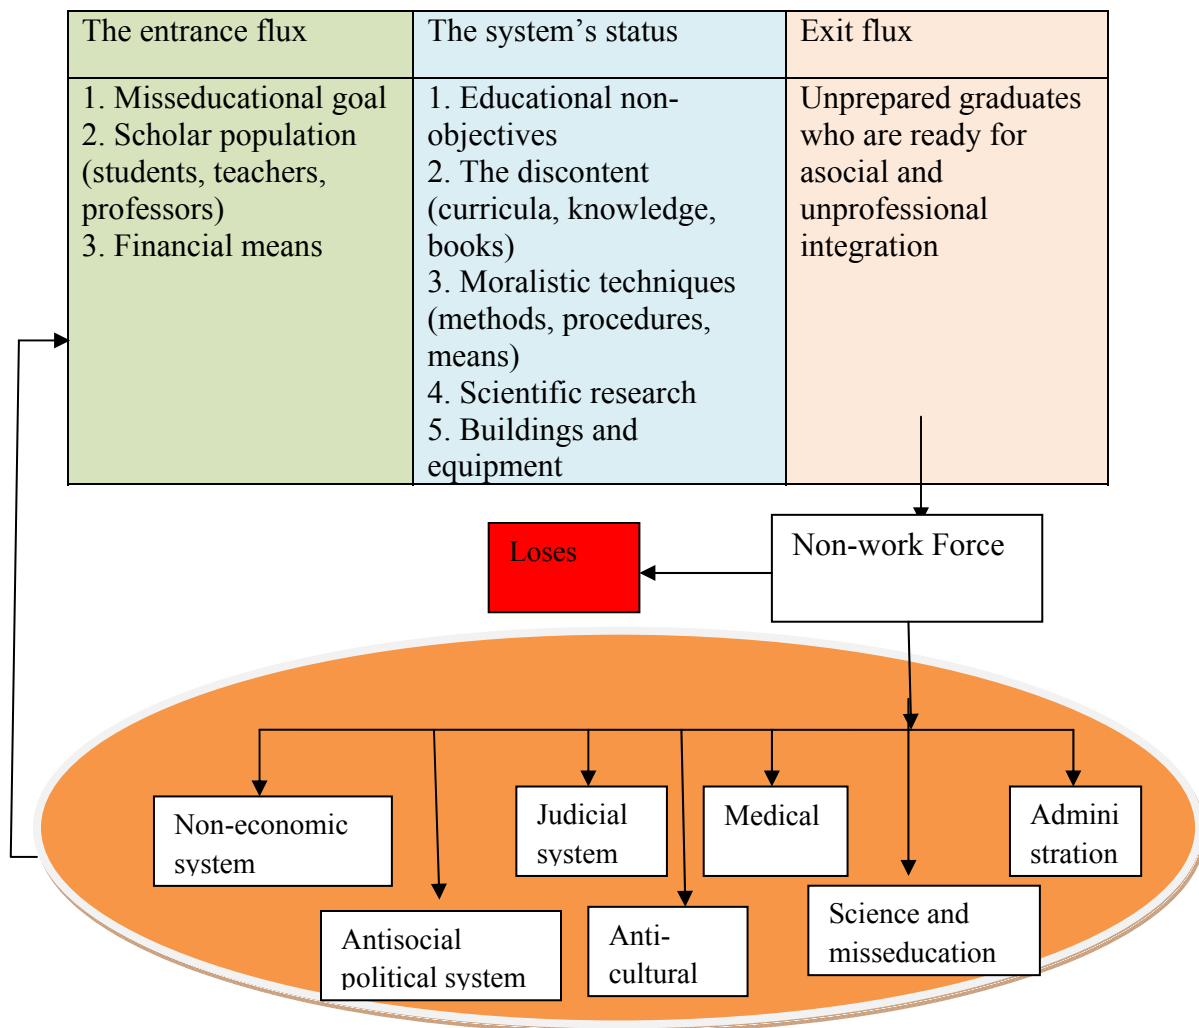 The entrance flux
The system's status
Exit flux
1. Misseducational goal
2. Scholar population
(students, teachers,
professors)
3. Financial means
1. Educational non-
objectives
2. The discontent
(curricula, knowledge,
books)
3. Moralistic techniques
(methods, procedures,
means)
4. Scientific research
5. Buildings and
equipment
Unprepared graduates
who are ready for
asocial and
unprofessional
integration
Loses
Non-work Force
Non-economic
system
Judicial
system
Medical
Admini
stration
Antisocial
political system
Anti-
cultural
Science and
misseducation